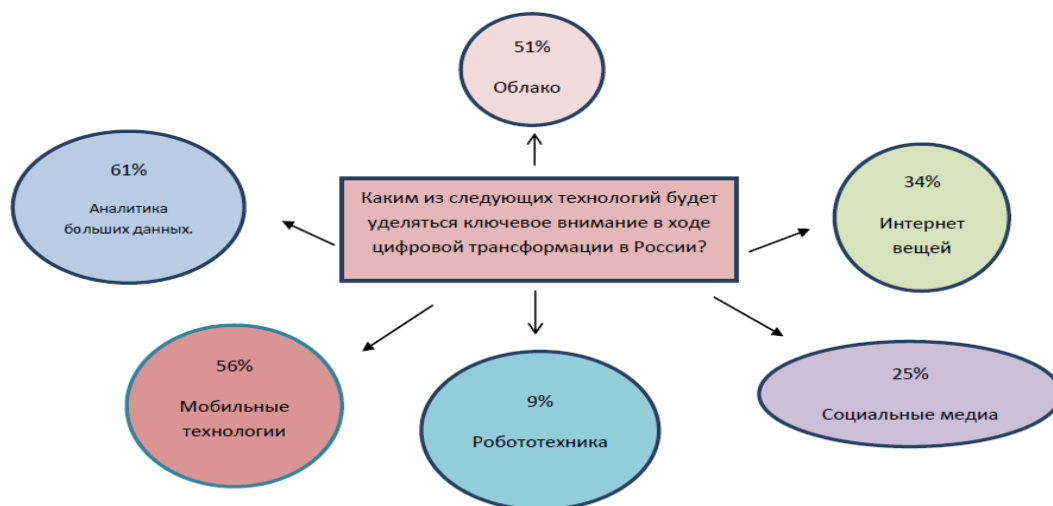 51%
Облако
61%
Аналитика
больших данных.
Каким из следующих технологий будет
уделяться ключевое внимание в ходе
цифровой трансформации в России?
34%
Интернет
вещей
56%
Мобильные
технологии
9%
Робототехника
25%
Социальные медиа